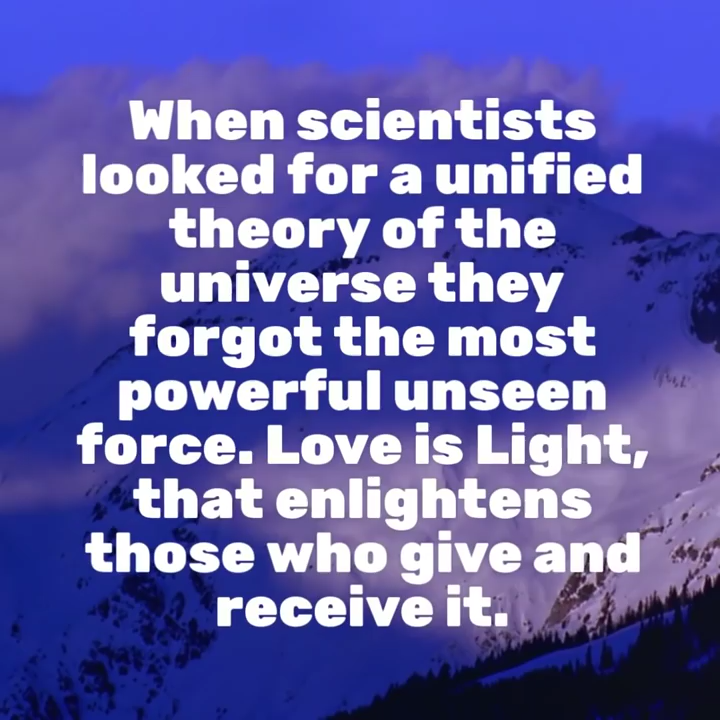 When scientists
looked for a unified
theory of the
universe they
forgot the most
powerful unseen
force. Love is Light,
that enlightens
those who give and
receive it.